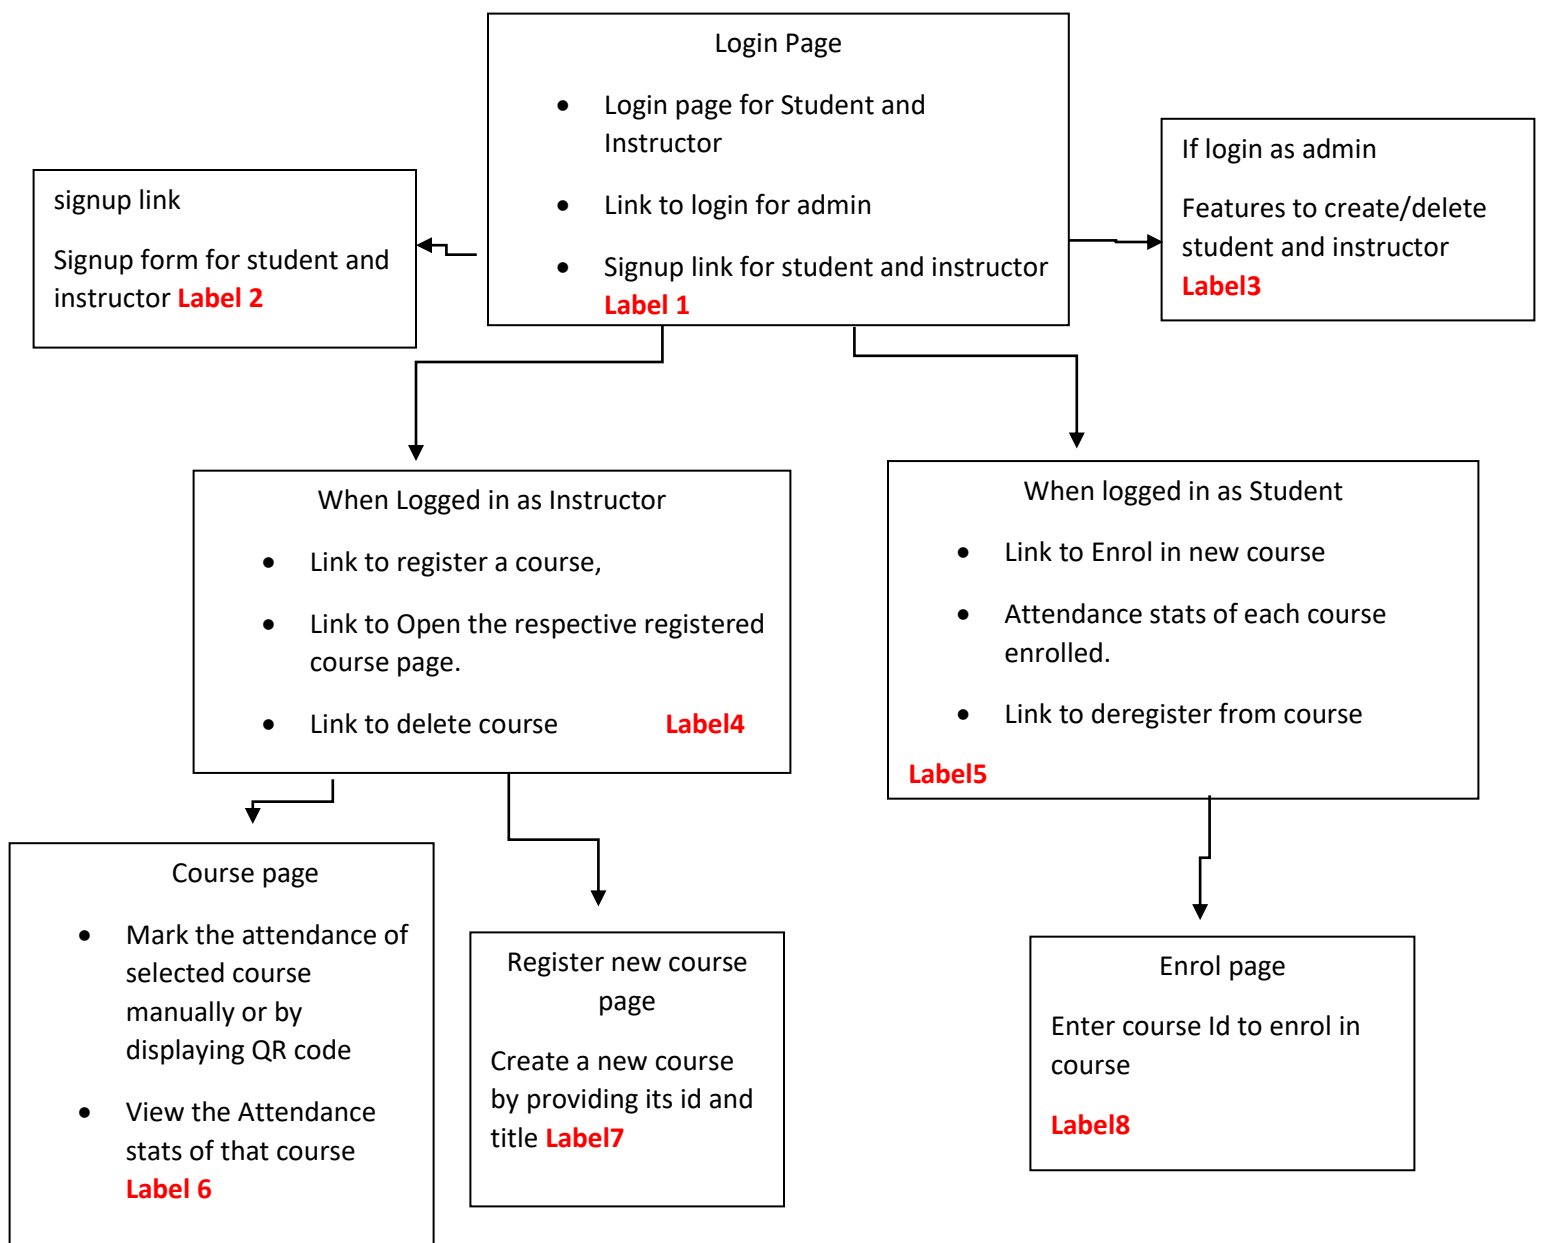 Login Page
• Login page for Student and
Instructor
• Link to login for admin
• Signup link for student and instructor
Label 1
signup link
Signup form for student and
instructor Label 2
If login as admin
Features to create/delete
student and instructor
Label3
When Logged in as Instructor
• Link to register a course,
• Link to Open the respective registered
course page.
• Link to delete course Label4
When logged in as Student
• Link to Enrol in new course
• Attendance stats of each course
enrolled.
• Link to deregister from course
Label5
Course page
• Mark the attendance of
selected course
manually or by
displaying QR code
• View the Attendance
stats of that course
Label 6
Register new course
page
Create a new course
by providing its id and
title Label7
Enrol page
Enter course Id to enrol in
course
Label8